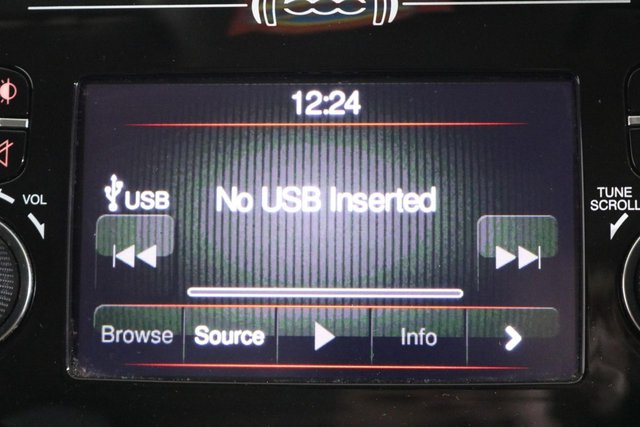 12:24
USB
No USB Inserted
VOL
TUNE
SCROLL
Browse Source Info